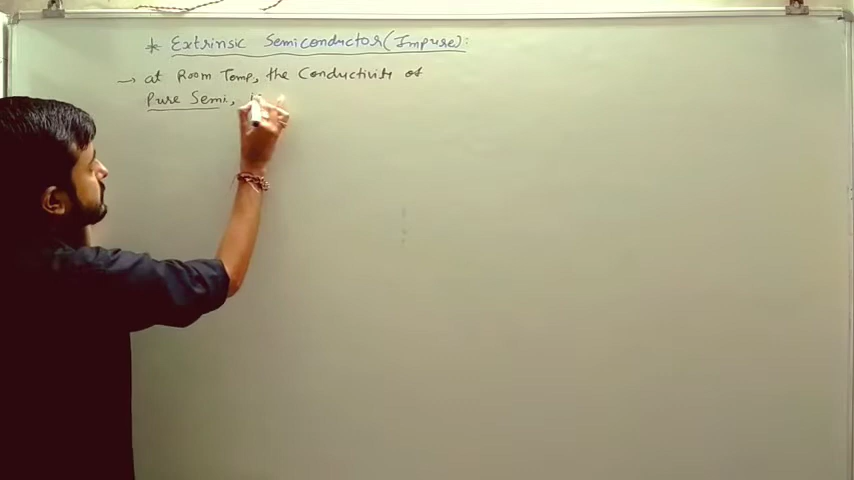 * Extrinsic Semiconductor (Impure):
→ at Room Temp, the Conductivity of
Pure Semi,